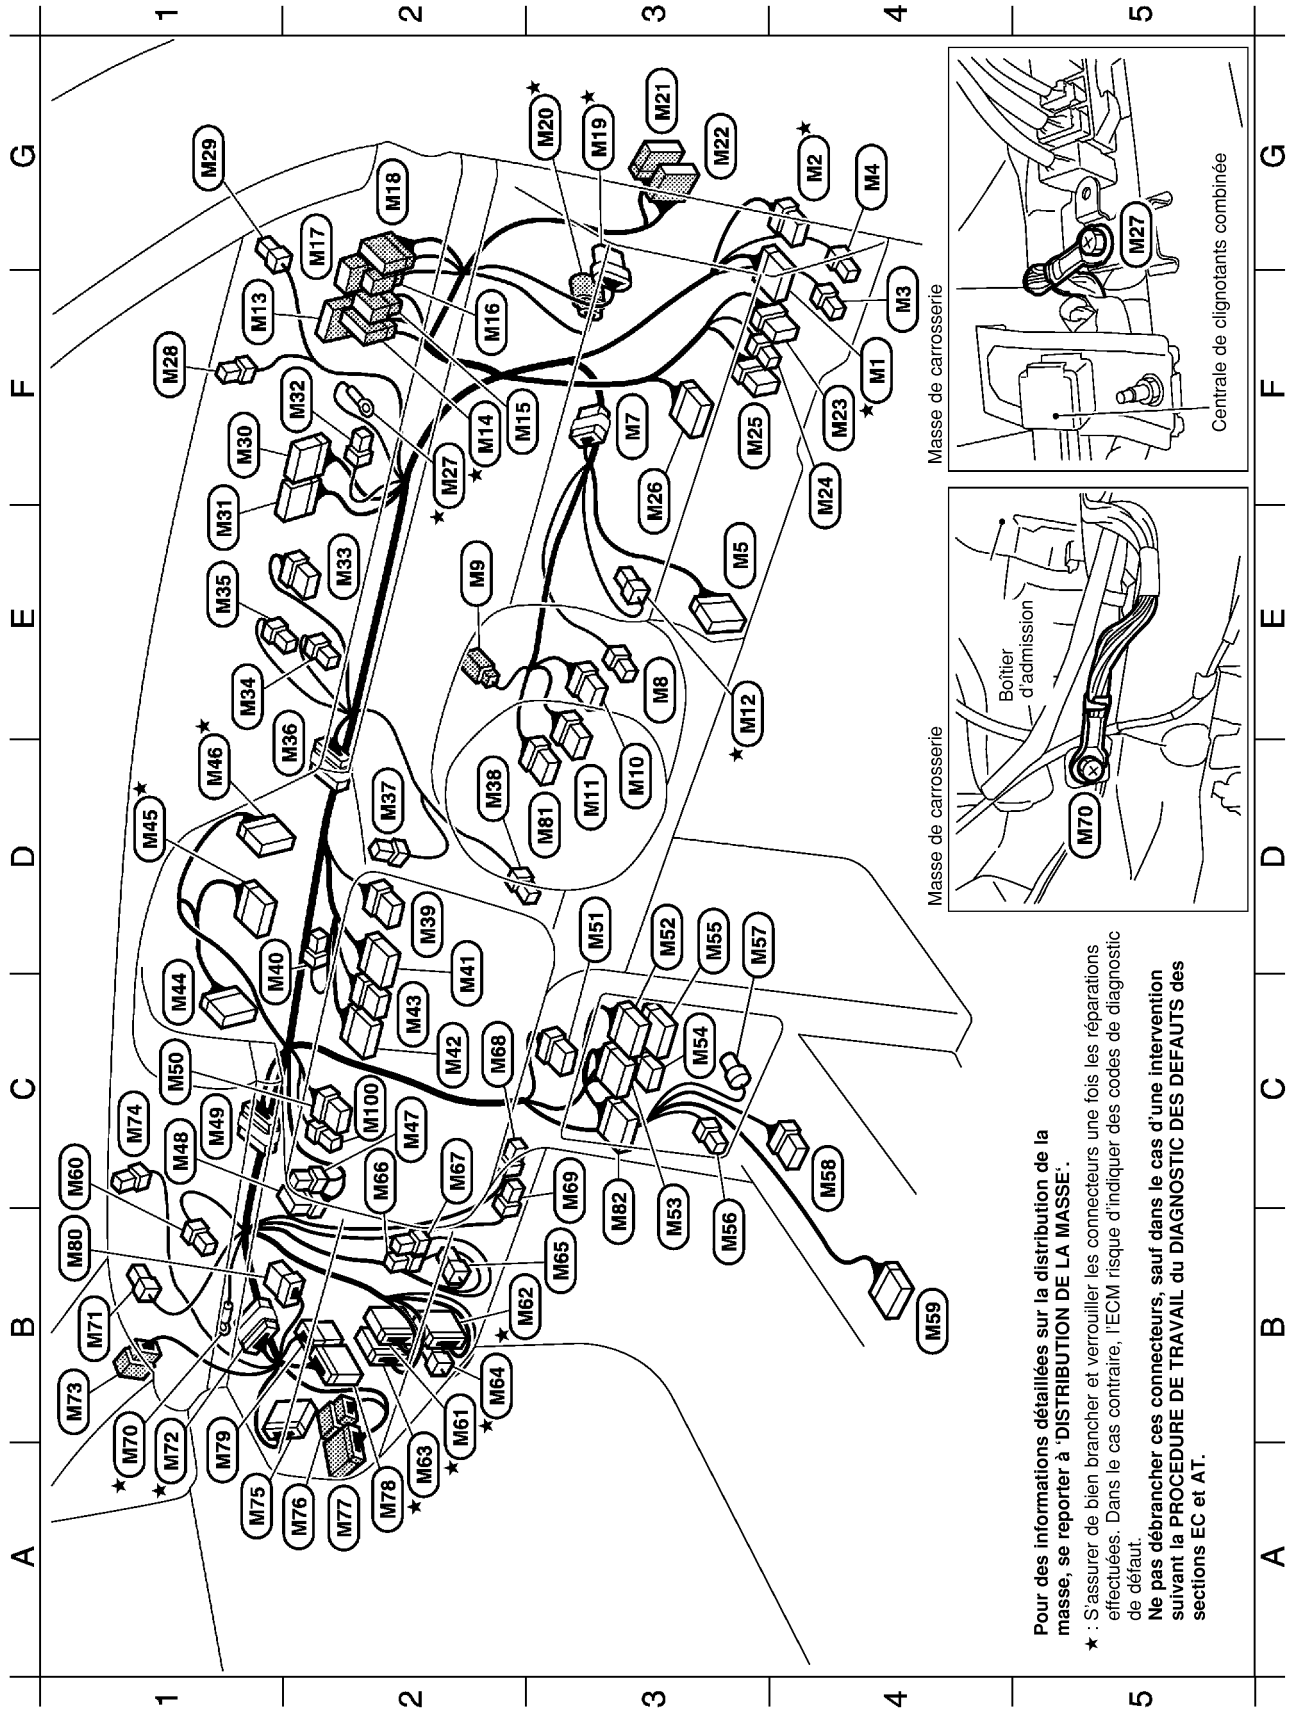 A B C D E F G
1
2
3
4
5
M29
M18
M17
M13
M28
M16
M15
M14 ★
M27 ★
M32
M30
M31
M33
M35
M34
M36
M46 ★
M45 ★
M44
M40
M39
M41
M43
M42
M37
M38
M20 ★
M19 ★
M21
M22
M2 ★
M4
M3
M1
M23 ★
M24
M25
M26
M7
M5
M9
M8
M12 ★
M10
M11
M81
M51
M52
M55
M57
M54
M68
M50
M100
M47
M49
M48
M74
M60
M80
M71
M73
M70 ★
M72 ★
M79
M75
M76
M77
M78
M63 ★
M61 ★
M64 ★
M62 ★
M65
M66
M67
M69
M82
M53
M56
M58
M59
Masse de carrosserie
Boîtier
d'admission
M70
Masse de carrosserie
M27
Centrale de clignotants combinée
Pour des informations détaillées sur la distribution de la
masse, se reporter à 'DISTRIBUTION DE LA MASSE'.
★ : S'assurer de bien brancher et verrouiller les connecteurs une fois les réparations
effectuées. Dans le cas contraire, l'ECM risque d'indiquer des codes de diagnostic
de défaut.
Ne pas débrancher ces connecteurs, sauf dans le cas d'une intervention
suivant la PROCEDURE DE TRAVAIL du DIAGNOSTIC DES DEFAUTS des
sections EC et AT.
A B C D E F G
1
2
3
4
5